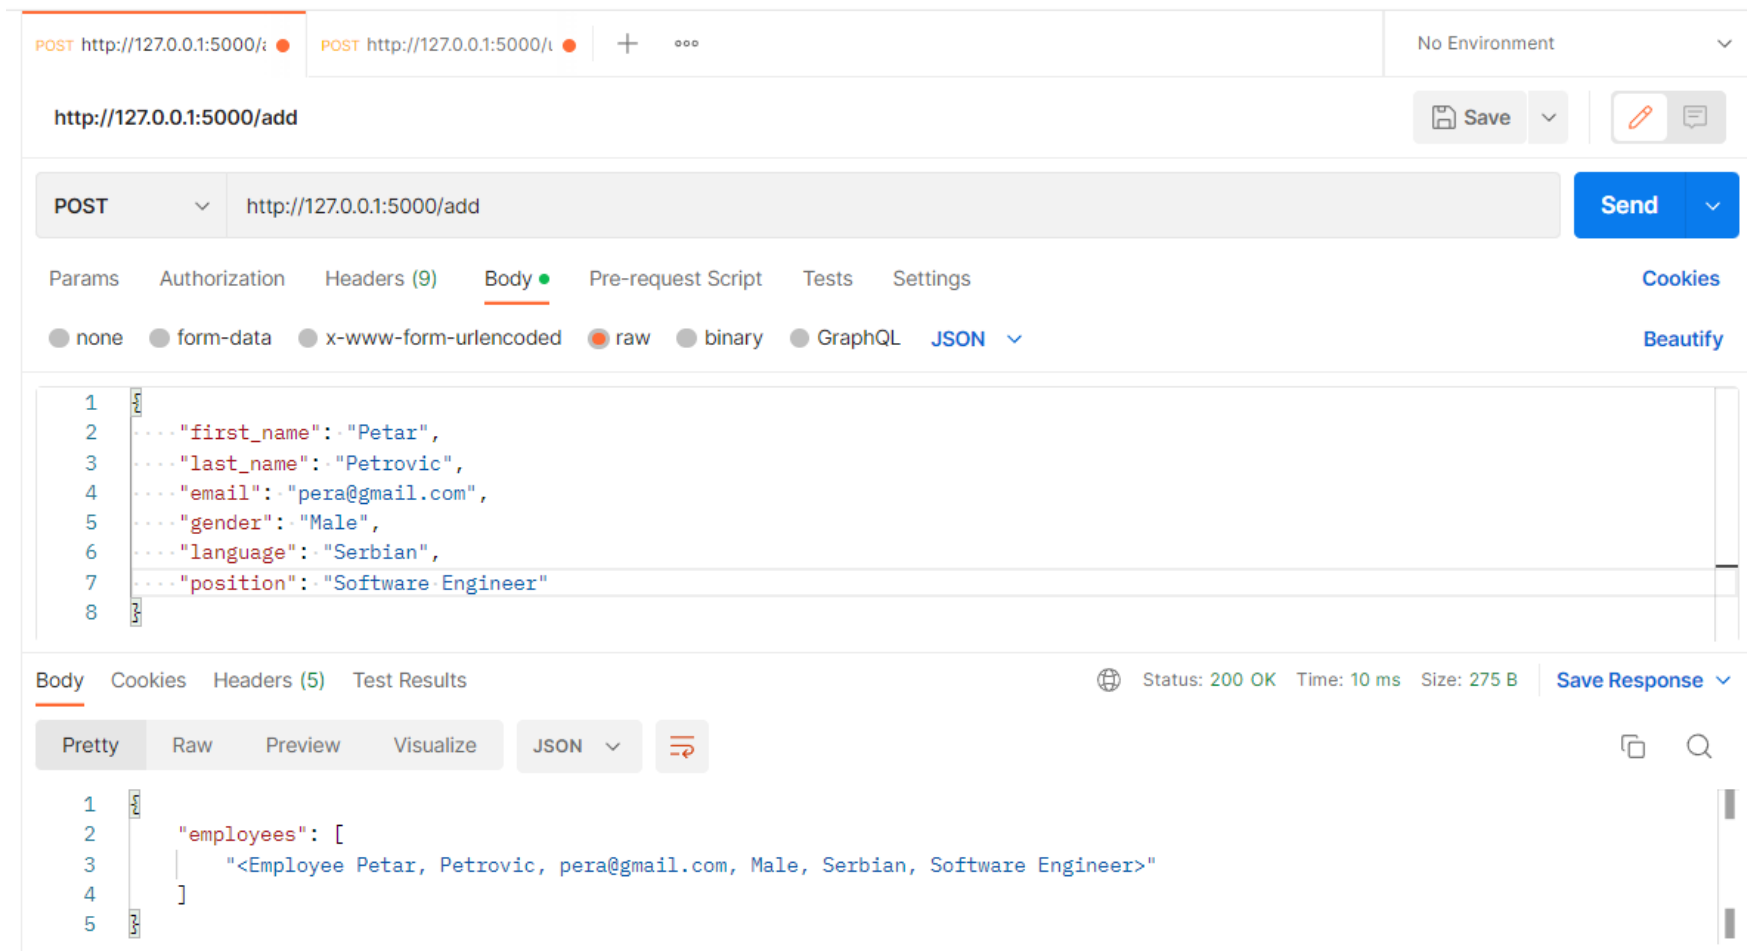 POST http://127.0.0.1:5000/a POST http://127.0.0.1:5000/u No Environment
http://127.0.0.1:5000/add Save
POST http://127.0.0.1:5000/add Send
Params Authorization Headers (9) Body Pre-request Script Tests Settings Cookies
none form-data x-www-form-urlencoded raw binary GraphQL JSON Beautify
1 {
2 "first_name": "Petar",
3 "last_name": "Petrovic",
4 "email": "pera@gmail.com",
5 "gender": "Male",
6 "language": "Serbian",
7 "position": "Software Engineer"
8 }
Body Cookies Headers (5) Test Results Status: 200 OK Time: 10 ms Size: 275 B Save Response
Pretty Raw Preview Visualize JSON
1 {
2 "employees": [
3 "<Employee Petar, Petrovic, pera@gmail.com, Male, Serbian, Software Engineer>"
4 ]
5 }